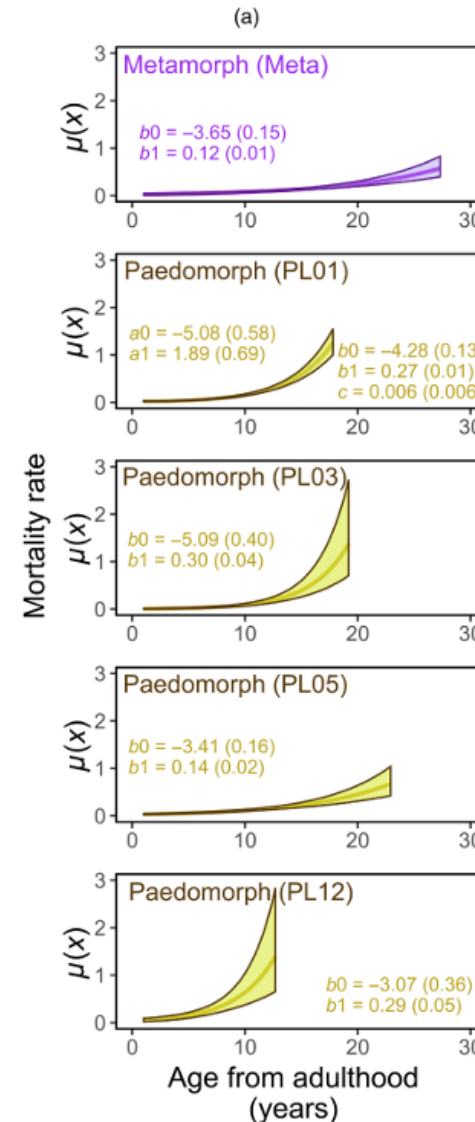 (a)
Metamorph (Meta)
b0 = −3.65 (0.15)
b1 = 0.12 (0.01)
μ(x)
3
2
1
0
0 10 20 30
Paedomorph (PL01)
a0 = −5.08 (0.58)
a1 = 1.89 (0.69)
b0 = −4.28 (0.13
b1 = 0.27 (0.01)
c = 0.006 (0.006
μ(x)
3
2
1
0
0 10 20 30
Mortality rate
Paedomorph (PL03)
b0 = −5.09 (0.40)
b1 = 0.30 (0.04)
μ(x)
3
2
1
0
0 10 20 30
Paedomorph (PL05)
b0 = −3.41 (0.16)
b1 = 0.14 (0.02)
μ(x)
3
2
1
0
0 10 20 30
Paedomorph (PL12)
b0 = −3.07 (0.36)
b1 = 0.29 (0.05)
μ(x)
3
2
1
0
0 10 20 30
Age from adulthood
(years)